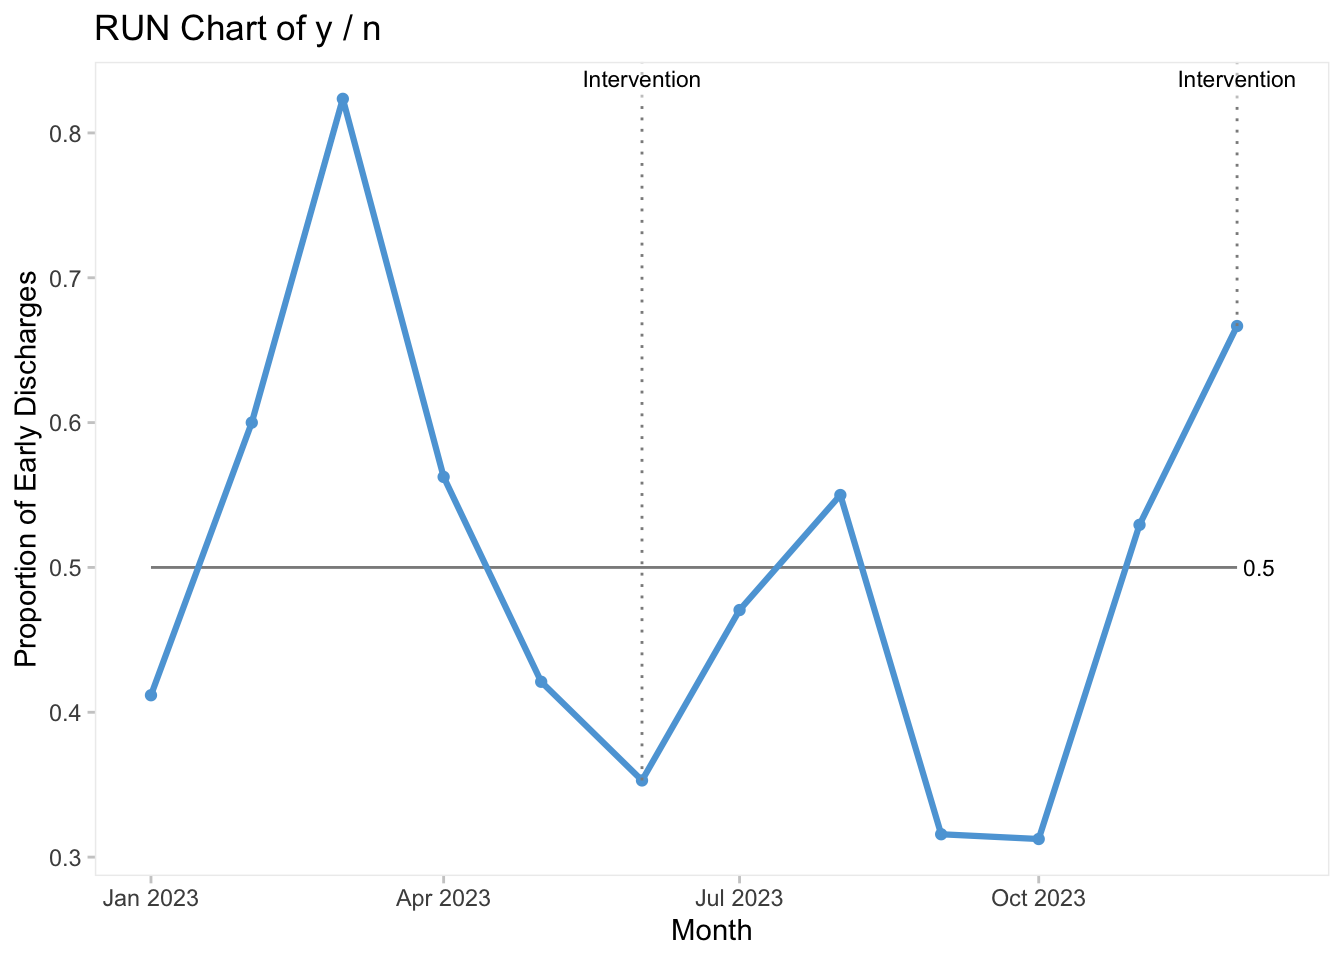 RUN Chart of y / n
Intervention
Intervention
Proportion of Early Discharges
0.8
0.7
0.6
0.5
0.4
0.3
0.5
Jan 2023
Apr 2023
Jul 2023
Oct 2023
Month